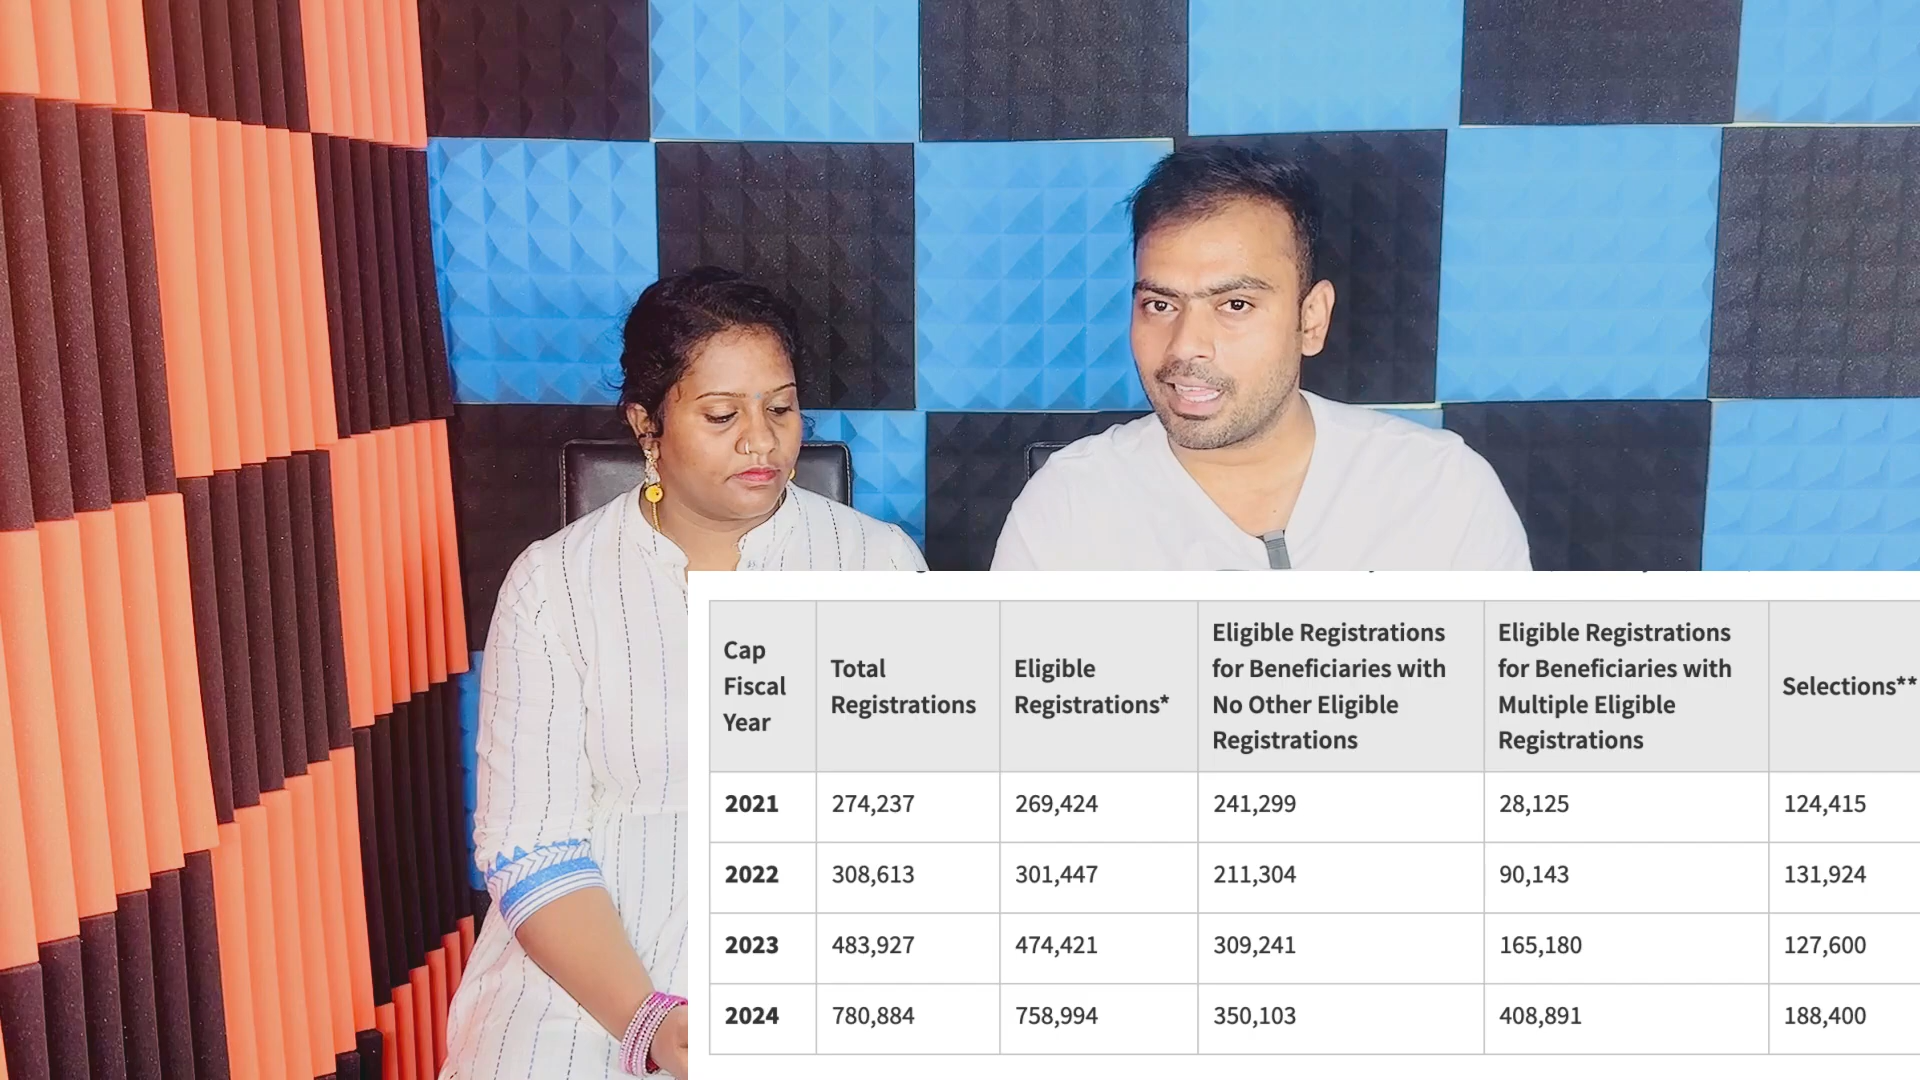 Cap
Fiscal
Year
Total
Registrations
Eligible
Registrations*
Eligible Registrations
for Beneficiaries with
No Other Eligible
Registrations
Eligible Registrations
for Beneficiaries with
Multiple Eligible
Registrations
Selections**
2021 274,237 269,424 241,299 28,125 124,415
2022 308,613 301,447 211,304 90,143 131,924
2023 483,927 474,421 309,241 165,180 127,600
2024 780,884 758,994 350,103 408,891 188,400